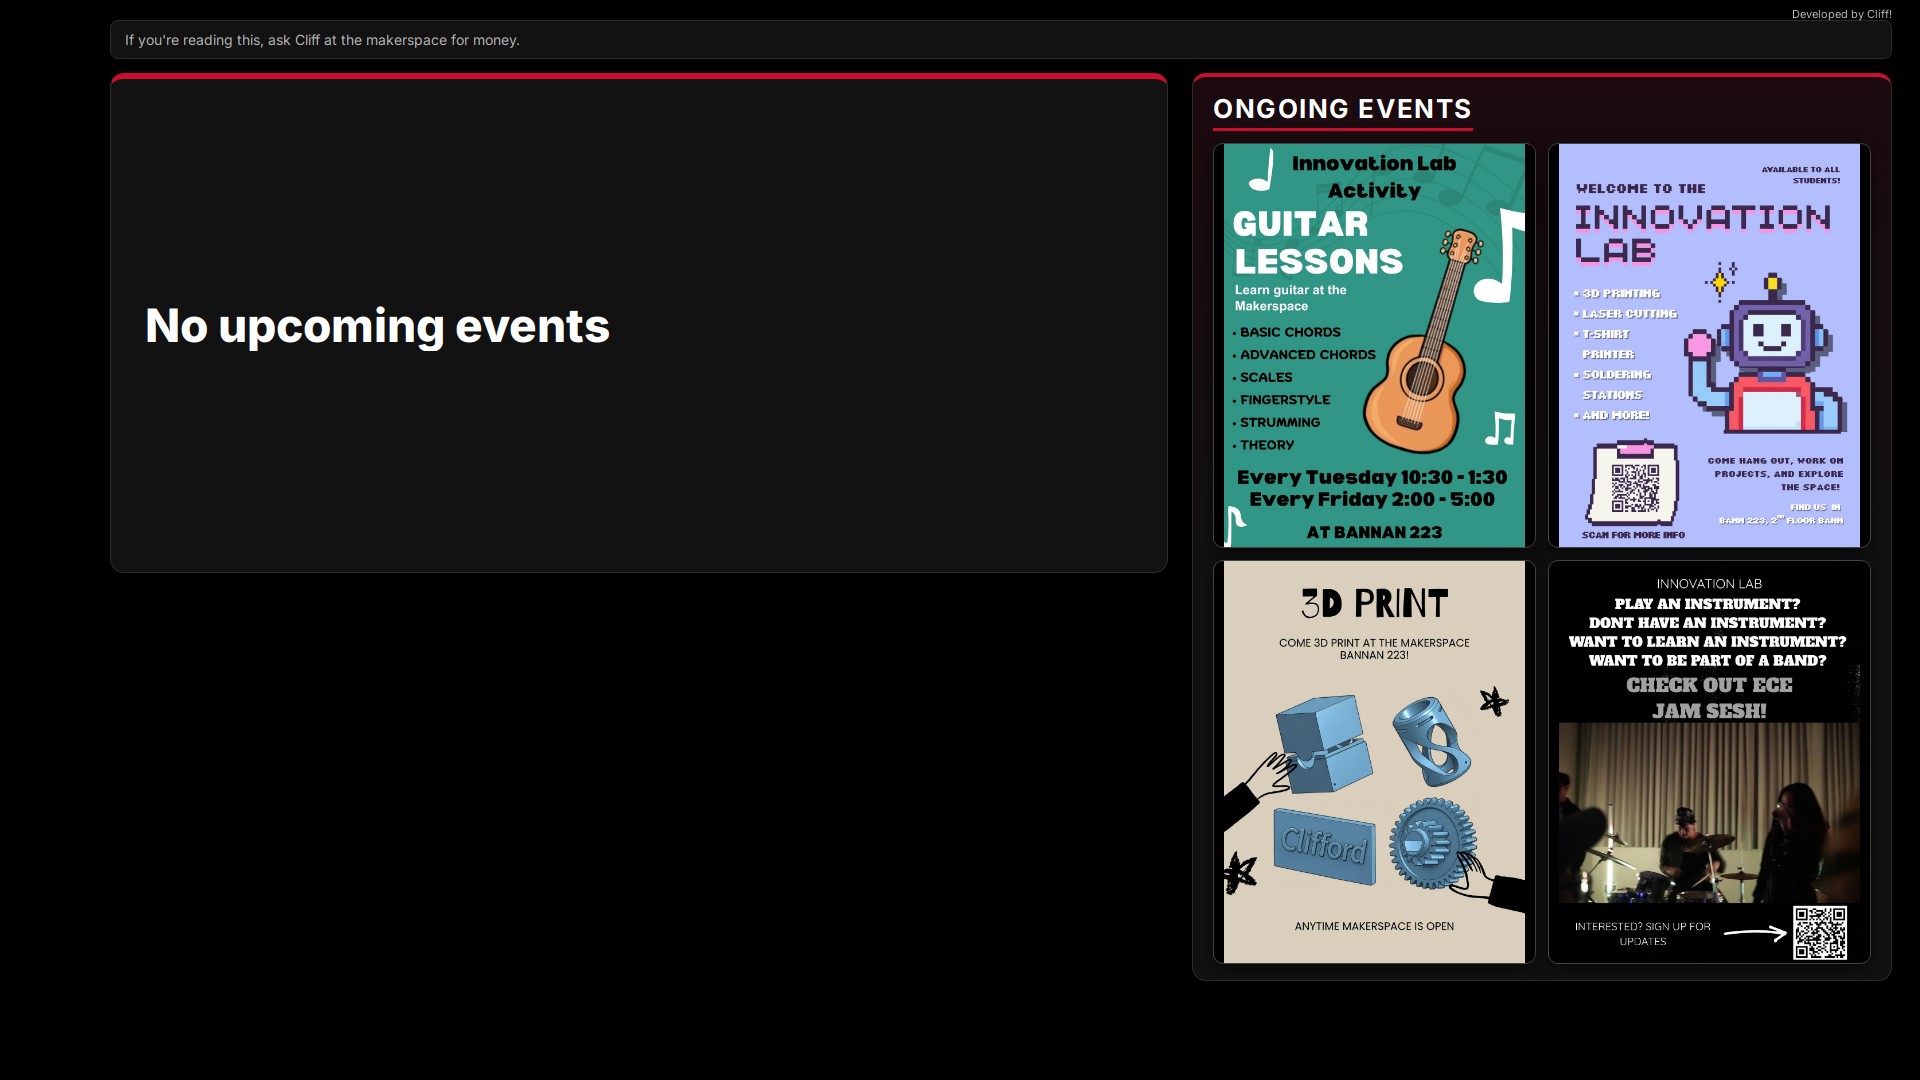 Developed by Cliff!
If you're reading this, ask Cliff at the makerspace for money.
No upcoming events
ONGOING EVENTS
Innovation Lab
Activity
GUITAR
LESSONS
Learn guitar at the
Makerspace
• BASIC CHORDS
• ADVANCED CHORDS
• SCALES
• FINGERSTYLE
• STRUMMING
• THEORY
Every Tuesday 10:30 - 1:30
Every Friday 2:00 - 5:00
AT BANNAN 223
AVAILABLE TO ALL
STUDENTS!
WELCOME TO THE
INNOVATION
LAB
• 3D PRINTING
• LASER CUTTING
• T-SHIRT
PRINTER
• SOLDERING
STATIONS
• AND MORE!
COME HANG OUT, WORK ON
PROJECTS, AND EXPLORE
THE SPACE!
FIND US IN
BANN 223, 2ND FLOOR BANN
SCAN FOR MORE INFO
3D PRINT
COME 3D PRINT AT THE MAKERSPACE
BANNAN 223!
Clifford
ANYTIME MAKERSPACE IS OPEN
INNOVATION LAB
PLAY AN INSTRUMENT?
DONT HAVE AN INSTRUMENT?
WANT TO LEARN AN INSTRUMENT?
WANT TO BE PART OF A BAND?
CHECK OUT ECE
JAM SESH!
INTERESTED? SIGN UP FOR
UPDATES